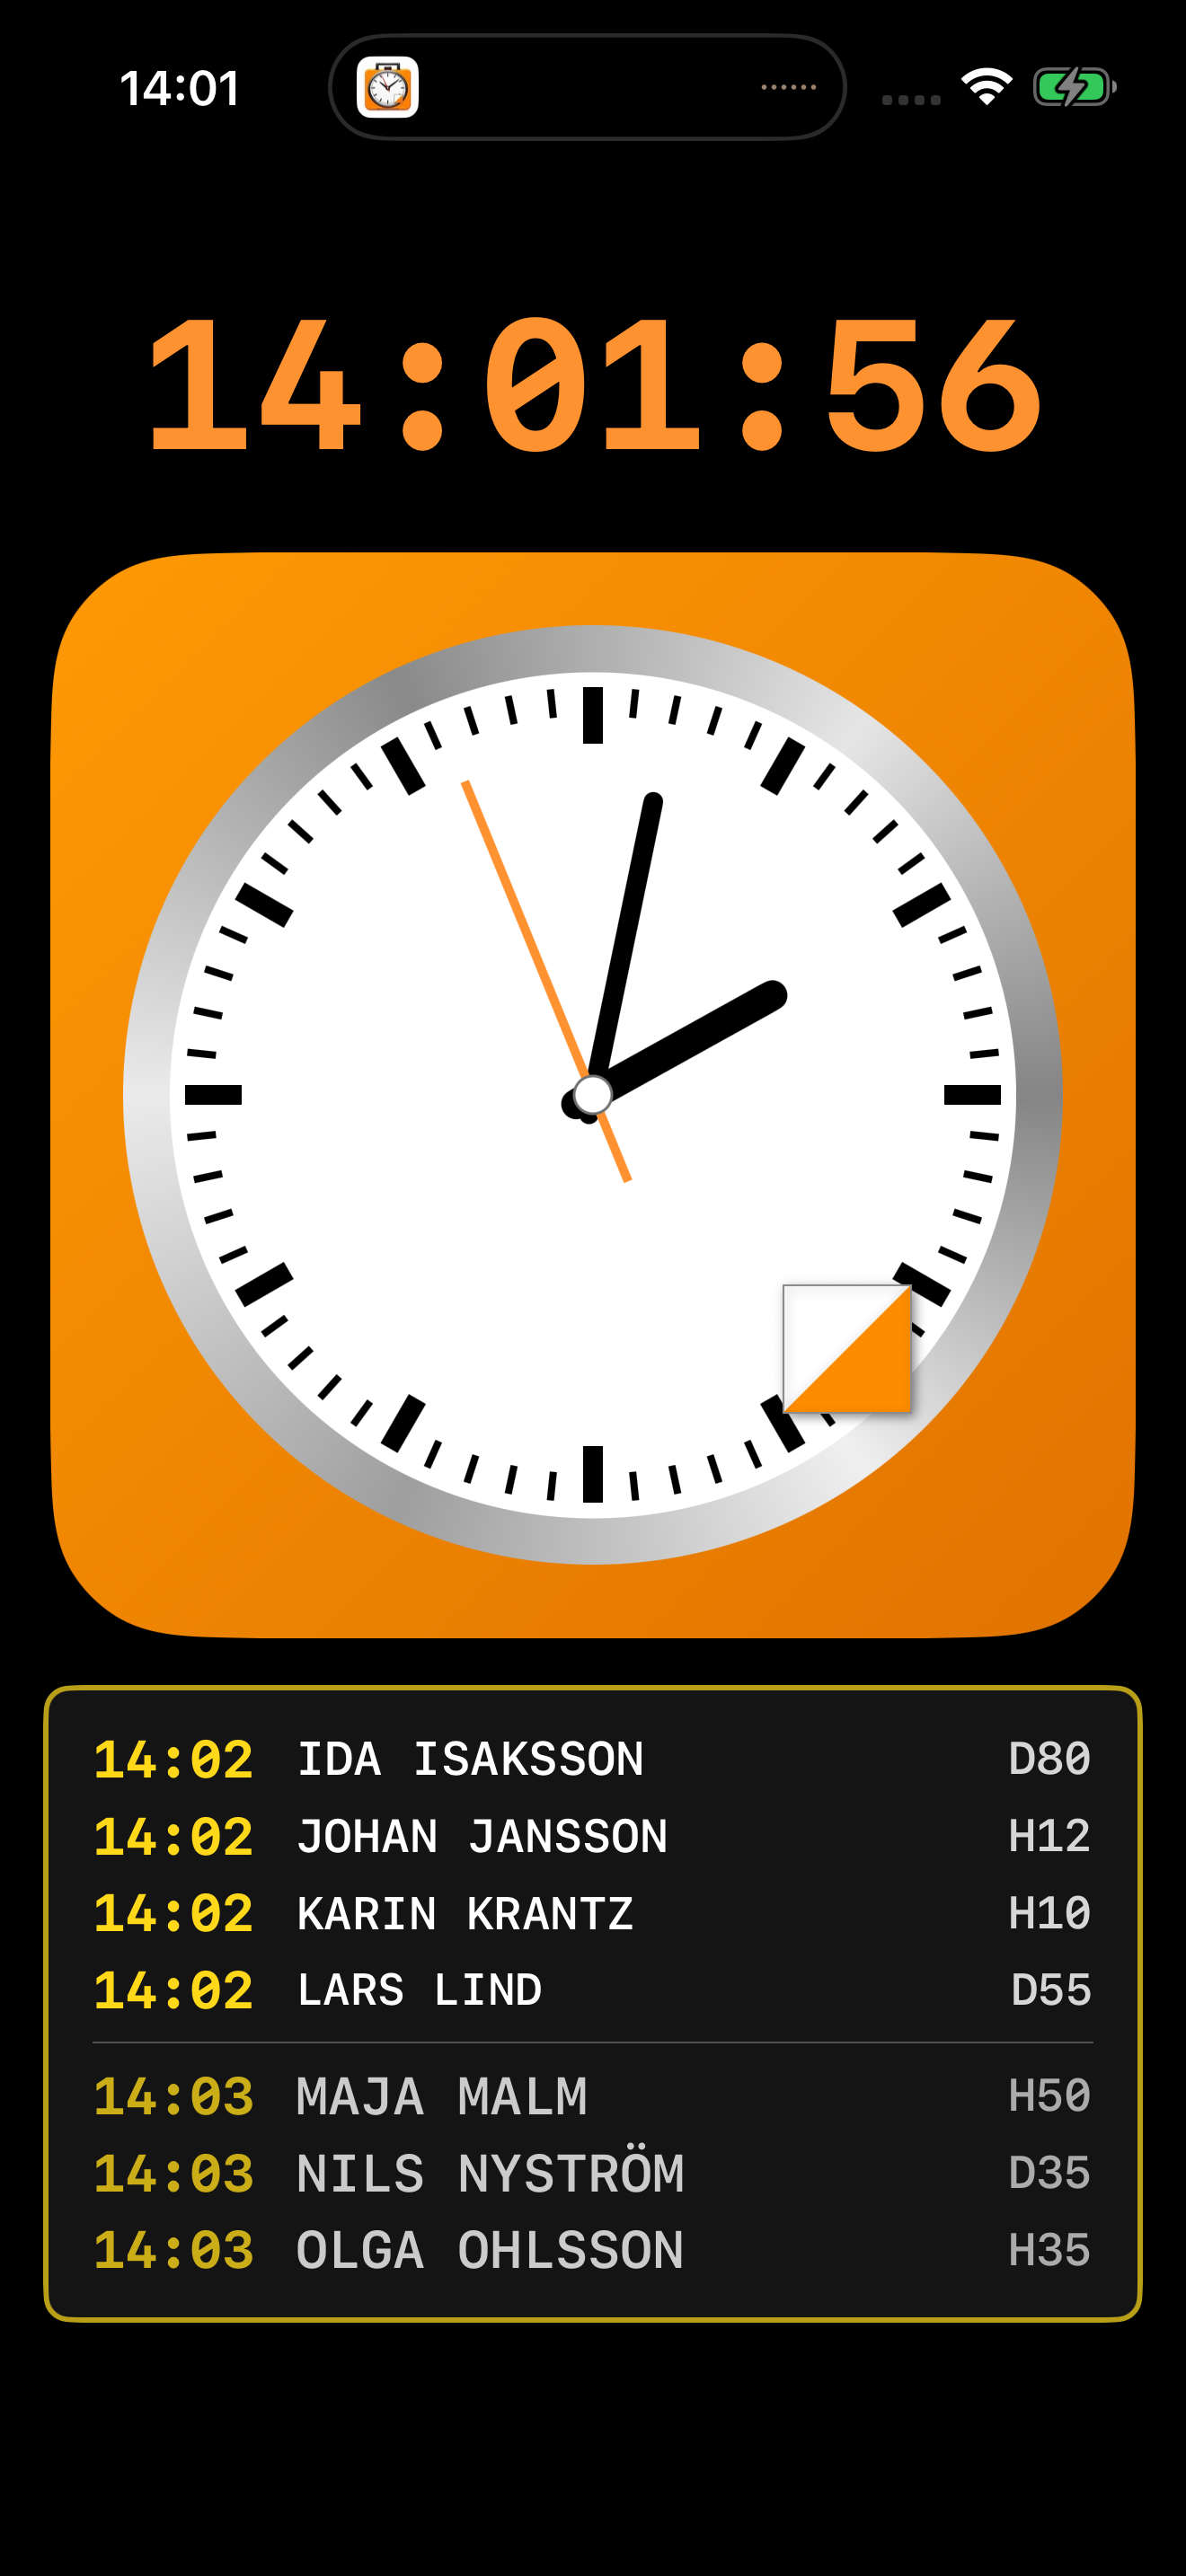 14:01
14:01:56
14:02 IDA ISAKSSON D80
14:02 JOHAN JANSSON H12
14:02 KARIN KRANTZ H10
14:02 LARS LIND D55
14:03 MAJA MALM H50
14:03 NILS NYSTRÖM D35
14:03 OLGA OHLSSON H35